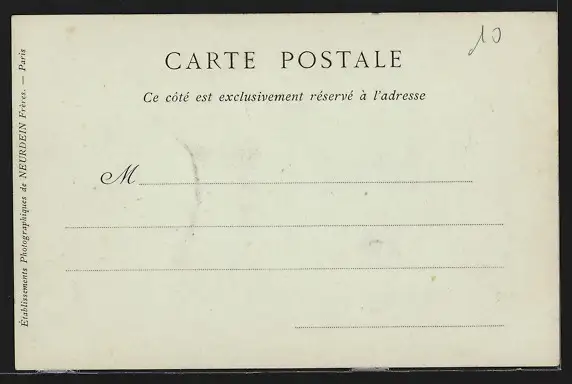 10
CARTE POSTALE
Ce côté est exclusivement réservé à l'adresse
M
Établissements Photographiques de NEURDEIN Frères. — Paris